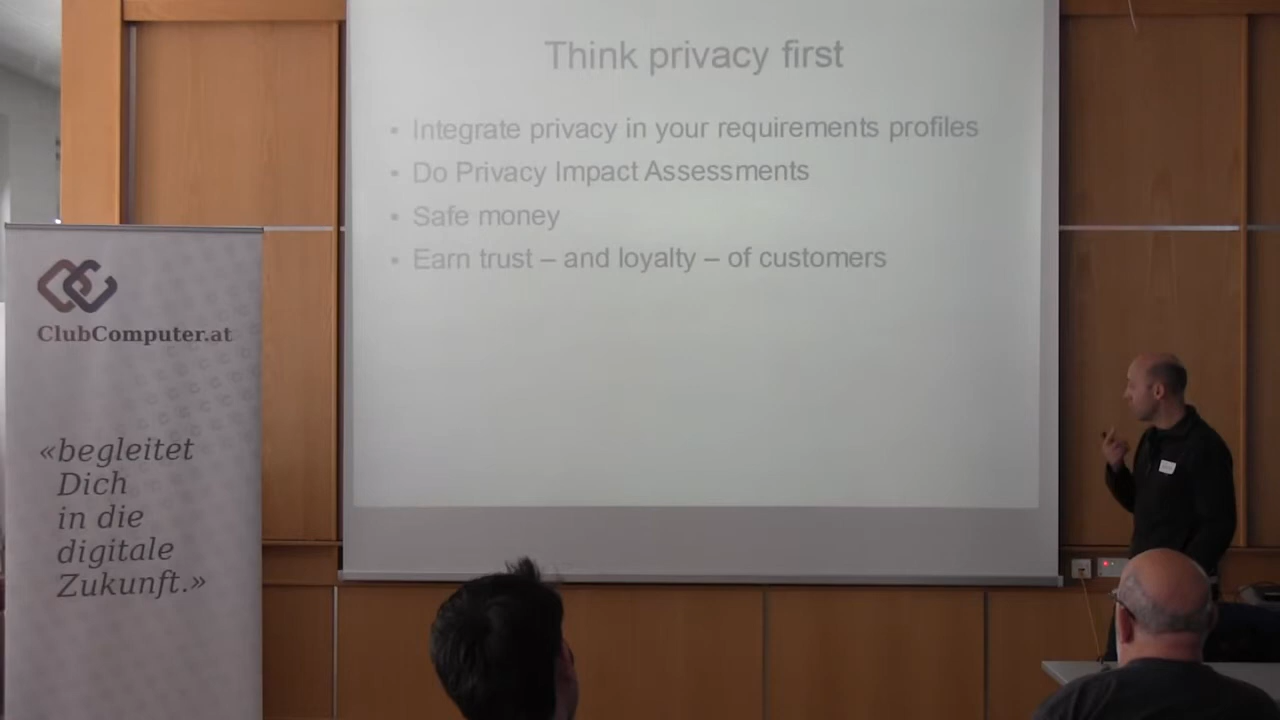 Think privacy first
▪ Integrate privacy in your requirements profiles
▪ Do Privacy Impact Assessments
▪ Safe money
▪ Earn trust – and loyalty – of customers
ClubComputer.at
«begleitet
Dich
in die
digitale
Zukunft.»